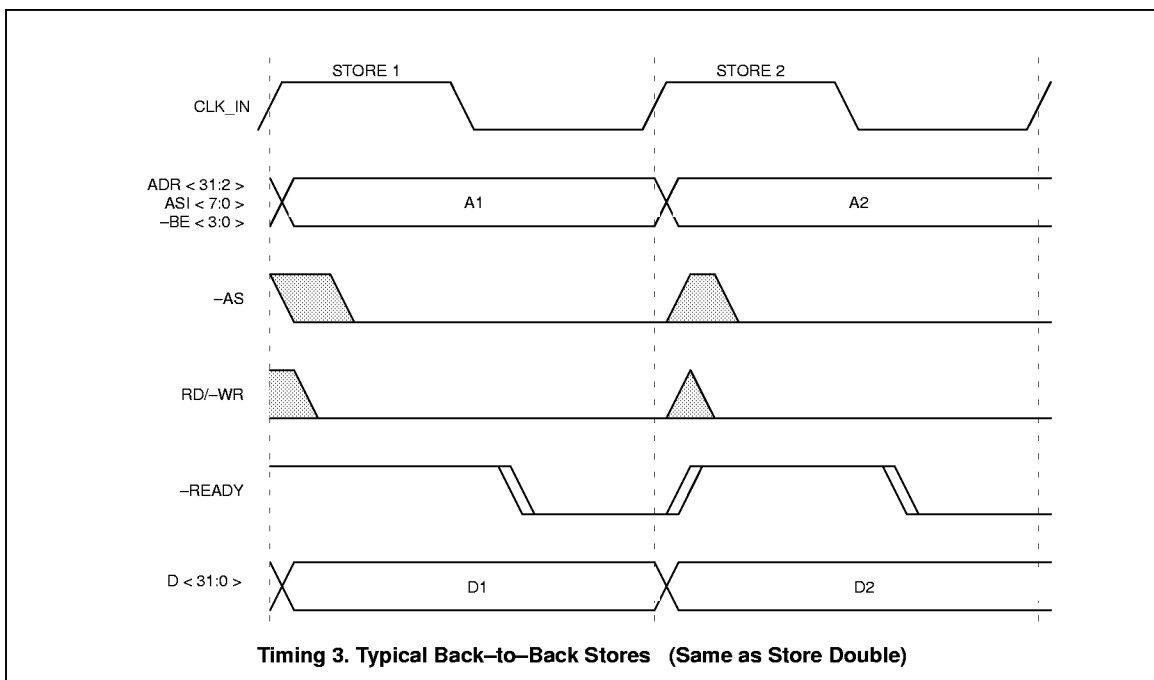 STORE 1
STORE 2
CLK_IN
ADR < 31:2 >
ASI < 7:0 >
–BE < 3:0 >
A1
A2
–AS
RD/–WR
–READY
D < 31:0 >
D1
D2
Timing 3. Typical Back–to–Back Stores (Same as Store Double)